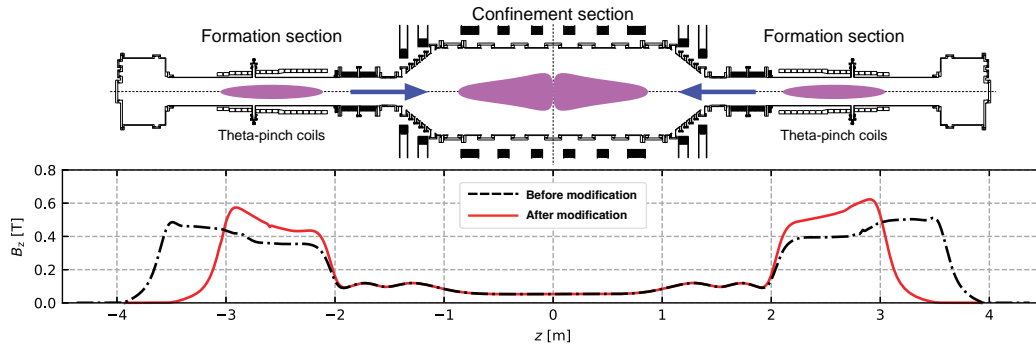 Confinement section
Formation section
Formation section
Theta-pinch coils
Theta-pinch coils
0.8
0.6
0.4
0.2
0.0
B_z [T]
Before modification
After modification
−4
−3
−2
−1
0
1
2
3
4
z [m]